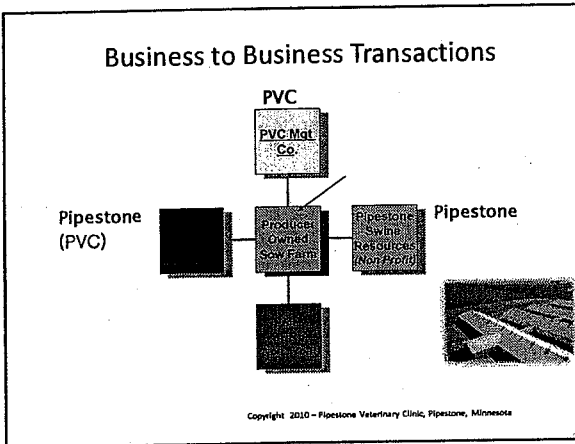 Business to Business Transactions
PVC
PVC Mgt
Co.
Pipestone
(PVC)
Producer
Owned
Sow Farm
Pipestone
Swine
Resources
(Non Profit)
Pipestone
Copyright 2010 – Pipestone Veterinary Clinic, Pipestone, Minnesota